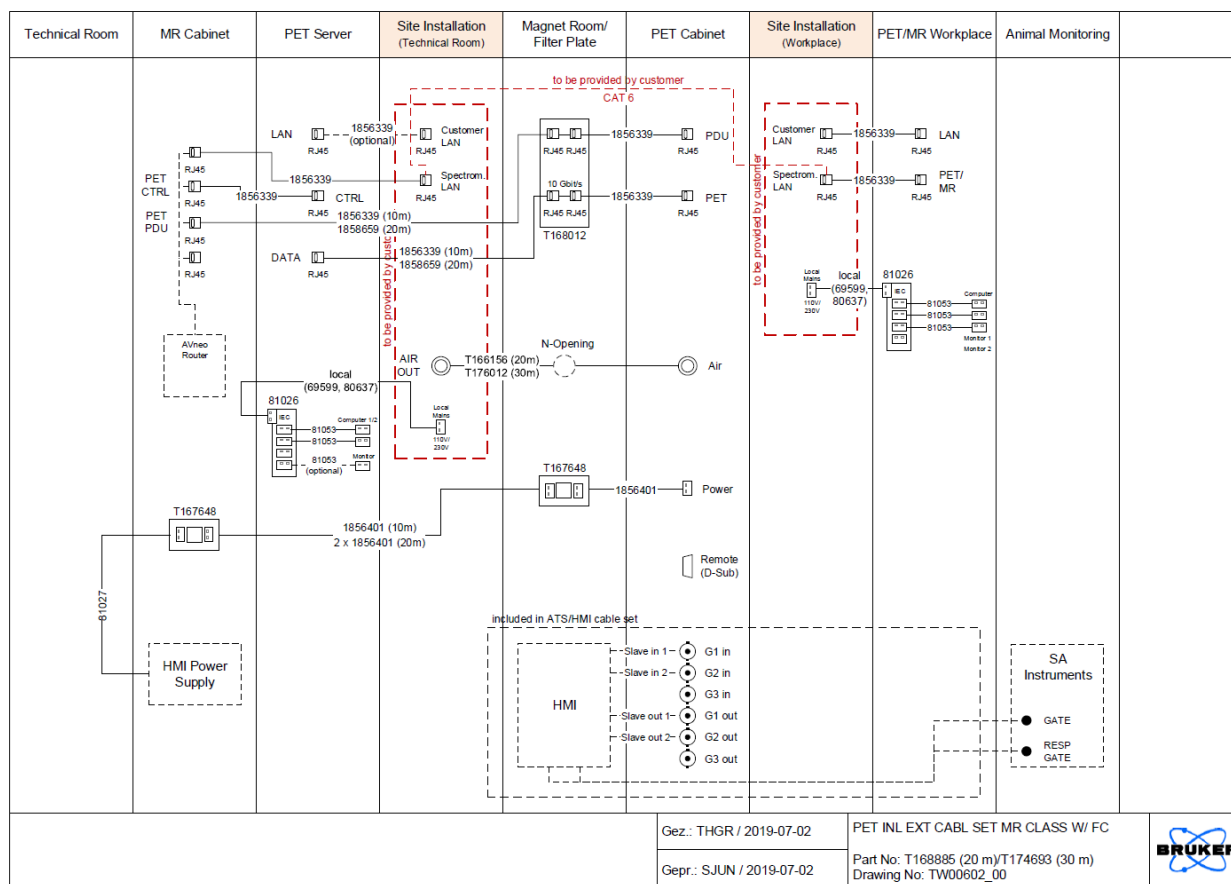 Technical Room
MR Cabinet
PET Server
Site Installation
(Technical Room)
Magnet Room/
Filter Plate
PET Cabinet
Site Installation
(Workplace)
PET/MR Workplace
Animal Monitoring
to be provided by customer
CAT 6
LAN
RJ45
1856339
(optional)
RJ45
Customer
LAN
RJ45 RJ45
1856339
RJ45
PDU
Customer
LAN
RJ45
1856339
RJ45
LAN
RJ45
1856339
RJ45
Spectrom.
LAN
PET
CTRL
RJ45
1856339
RJ45
CTRL
10 Gbit/s
RJ45 RJ45
T168012
1856339
RJ45
PET
Spectrom.
LAN
RJ45
1856339
RJ45
PET/
MR
PET
PDU
RJ45
1856339 (10m)
1858659 (20m)
RJ45
DATA
RJ45
1856339 (10m)
1858659 (20m)
to be provided by custo
to be provided by customer
Local
Mains
110V/
230V
local
(69599,
80637)
81026
IEC
81053
81053
81053
Computer
Monitor 1
Monitor 2
AVneo
Router
AIR
OUT
T166156 (20m)
T176012 (30m)
N-Opening
Air
local
(69599, 80637)
81026
IEC
81053
81053
81053
(optional)
Computer 1/2
Monitor
Local
Mains
110V/
230V
T167648
1856401
Power
T167648
1856401 (10m)
2 x 1856401 (20m)
Remote
(D-Sub)
81027
HMI Power
Supply
included in ATS/HMI cable set
HMI
Slave in 1
G1 in
Slave in 2
G2 in
G3 in
Slave out 1
G1 out
Slave out 2
G2 out
G3 out
SA
Instruments
GATE
RESP
GATE
Gez.: THGR / 2019-07-02
Gepr.: SJUN / 2019-07-02
PET INL EXT CABL SET MR CLASS W/ FC
Part No: T168885 (20 m)/T174693 (30 m)
Drawing No: TW00602_00
BRUKER